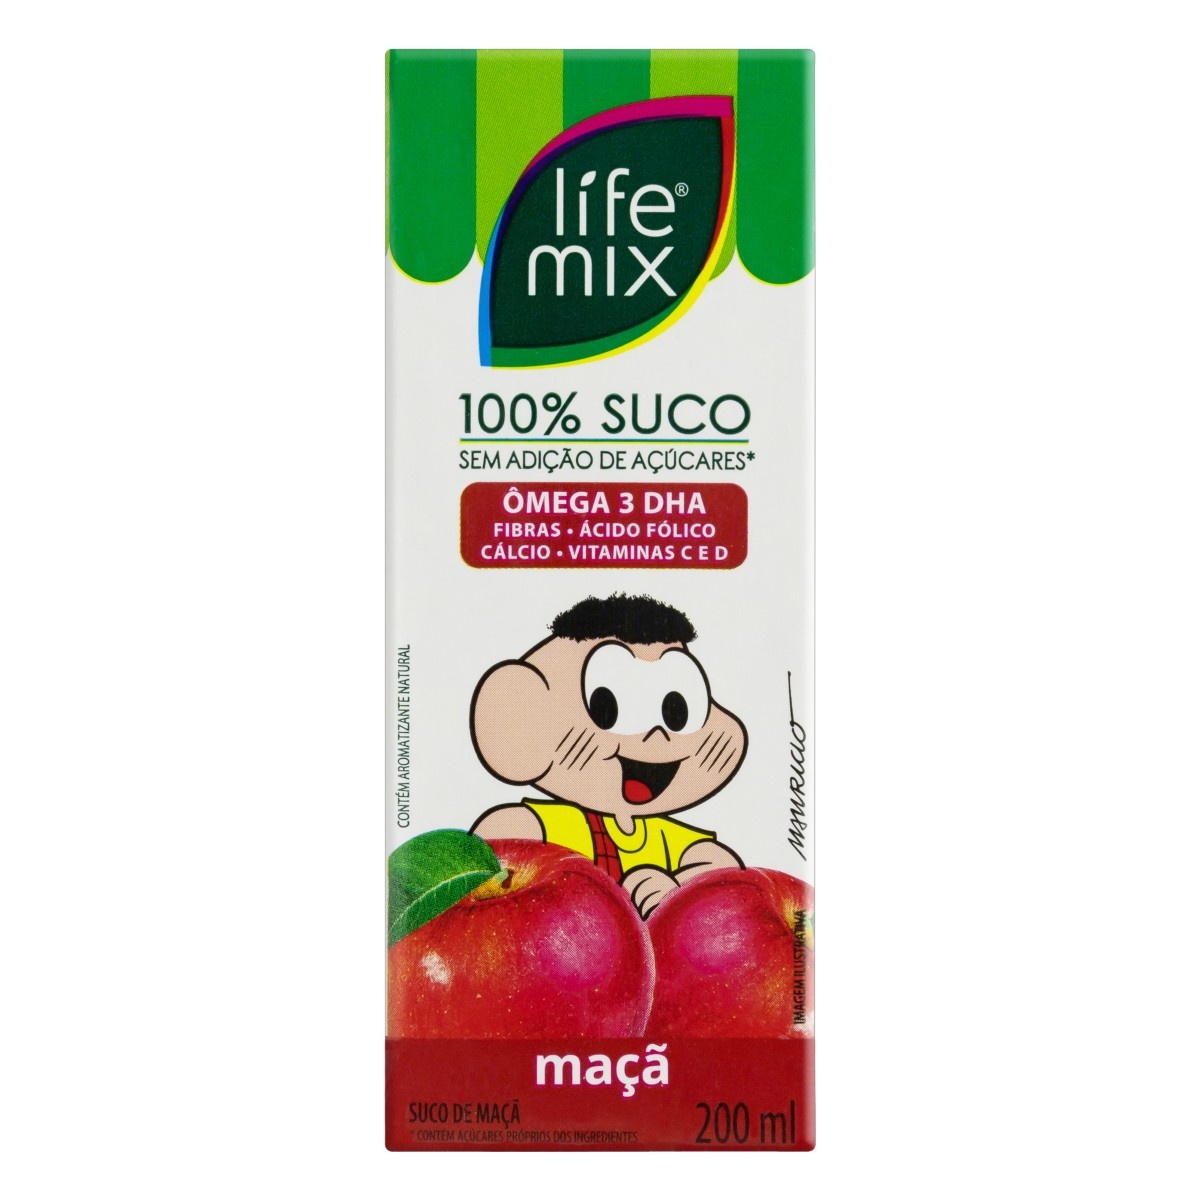 life®
mix
100% SUCO
SEM ADIÇÃO DE AÇÚCARES*
ÔMEGA 3 DHA
FIBRAS • ÁCIDO FÓLICO
CÁLCIO • VITAMINAS C E D
CONTÉM AROMATIZANTE NATURAL
MAURICIO
IMAGEM ILUSTRATIVA
maçã
SUCO DE MAÇÃ
* CONTÉM AÇÚCARES PRÓPRIOS DOS INGREDIENTES
200 ml